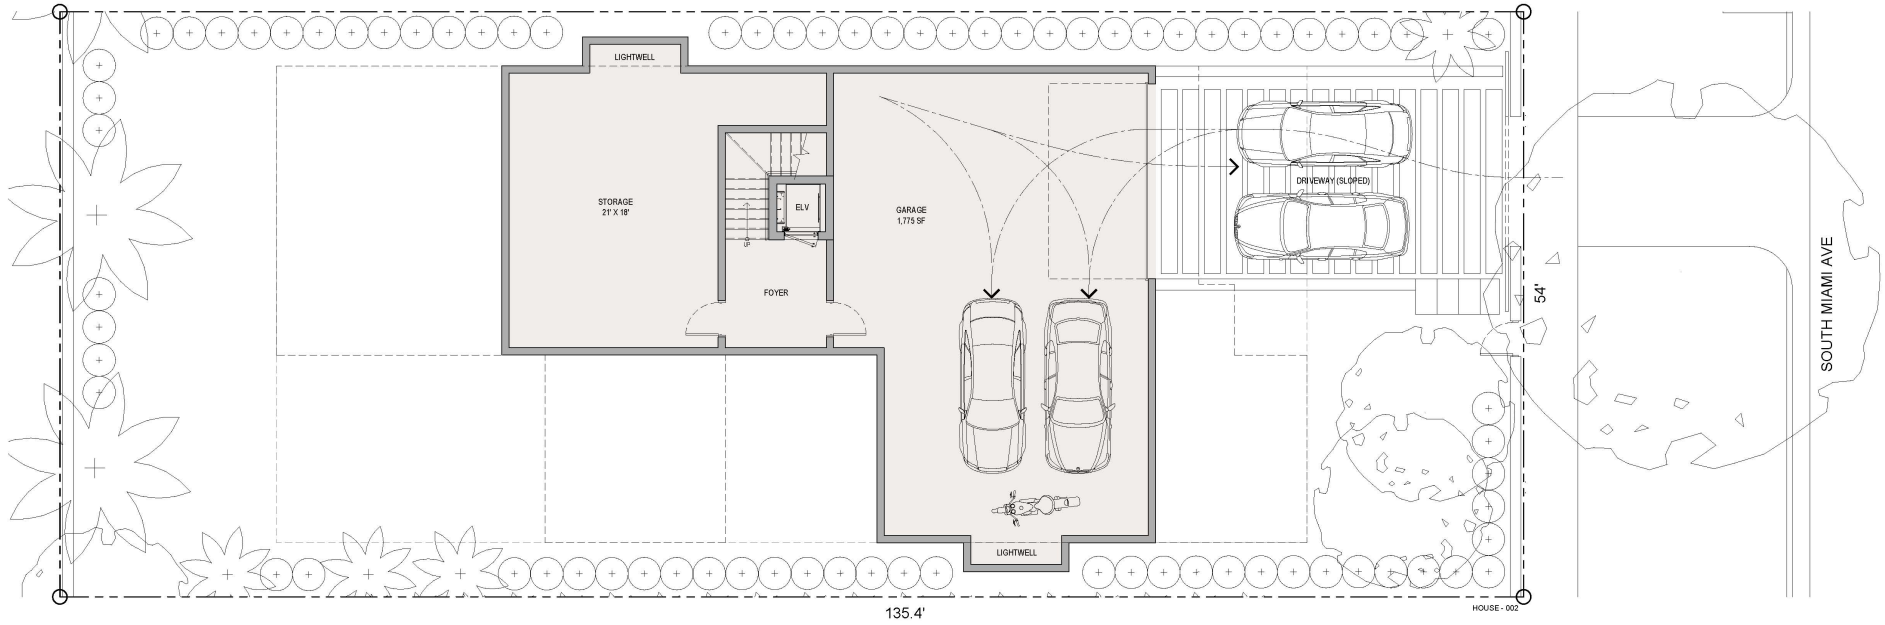 LIGHTWELL
STORAGE
21' X 18'
ELV
UP
FOYER
GARAGE
1,775 SF
DRIVEWAY (SLOPED)
LIGHTWELL
54'
SOUTH MIAMI AVE
135.4'
HOUSE - 002